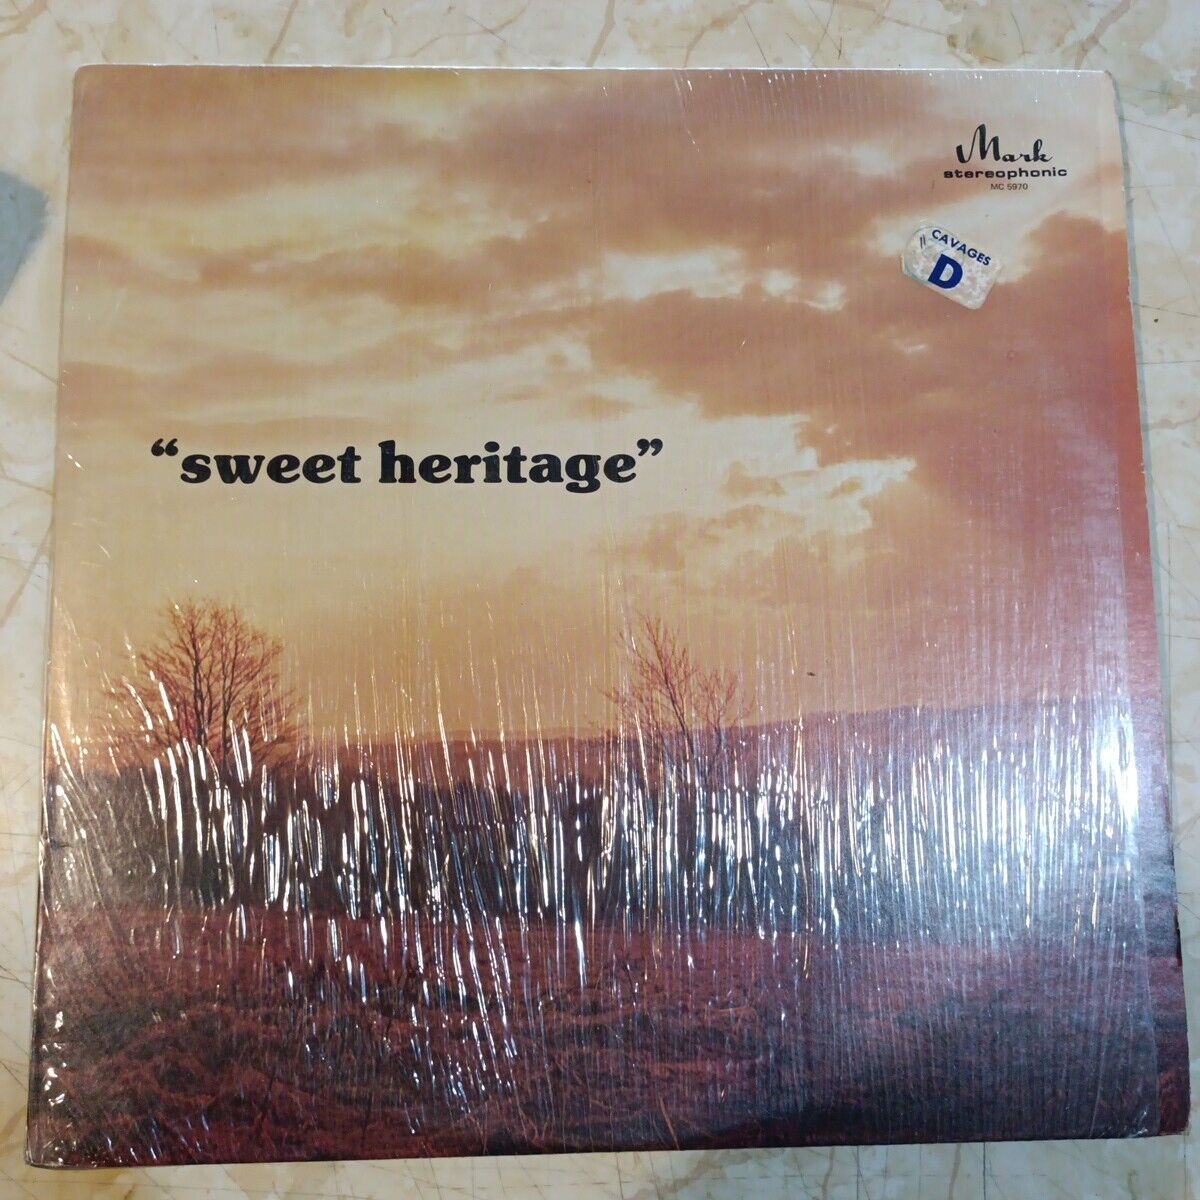 Mark
stereophonic
MC 5970
CAVAGES
D
“sweet heritage”